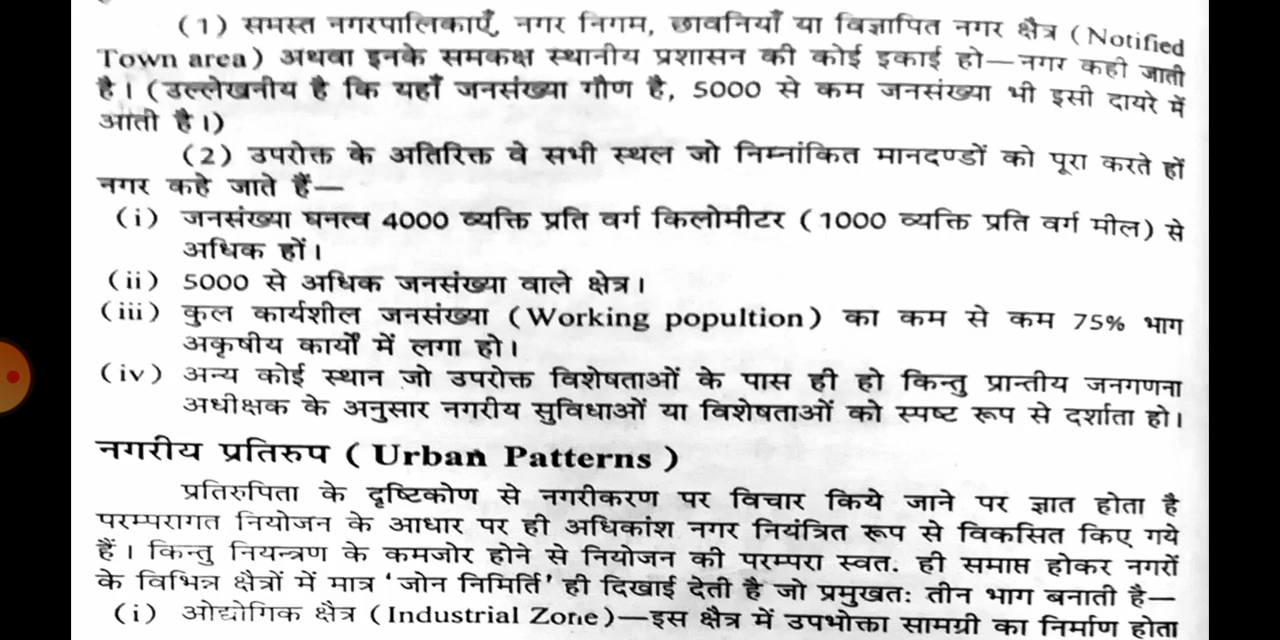 (1) समस्त नगरपालिकाएँ, नगर निगम, छावनियाँ या विज्ञापित नगर क्षैत्र (Notified
Town area) अथवा इनके समकक्ष स्थानीय प्रशासन की कोई इकाई हो—नगर कही जाती
है। (उल्लेखनीय है कि यहाँ जनसंख्या गौण है, 5000 से कम जनसंख्या भी इसी दायरे में
आती है।)
(2) उपरोक्त के अतिरिक्त वे सभी स्थल जो निम्नांकित मानदण्डों को पूरा करते हों
नगर कहे जाते हैं—
(i) जनसंख्या घनत्व 4000 व्यक्ति प्रति वर्ग किलोमीटर (1000 व्यक्ति प्रति वर्ग मील) से
अधिक हों।
(ii) 5000 से अधिक जनसंख्या वाले क्षेत्र।
(iii) कुल कार्यशील जनसंख्या (Working popultion) का कम से कम 75% भाग
अकृषीय कार्यों में लगा हो।
(iv) अन्य कोई स्थान जो उपरोक्त विशेषताओं के पास ही हो किन्तु प्रान्तीय जनगणना
अधीक्षक के अनुसार नगरीय सुविधाओं या विशेषताओं को स्पष्ट रूप से दर्शाता हो।
नगरीय प्रतिरुप ( Urban Patterns )
प्रतिरुपिता के दृष्टिकोण से नगरीकरण पर विचार किये जाने पर ज्ञात होता है
परम्परागत नियोजन के आधार पर ही अधिकांश नगर नियंत्रित रूप से विकसित किए गये
हैं। किन्तु नियन्त्रण के कमजोर होने से नियोजन की परम्परा स्वत. ही समाप्त होकर नगरों
के विभिन्न क्षैत्रों में मात्र ‘जोन निमिर्ति’ ही दिखाई देती है जो प्रमुखतः तीन भाग बनाती है—
(i) ओद्योगिक क्षैत्र (Industrial Zone)—इस क्षैत्र में उपभोक्ता सामग्री का निर्माण होता